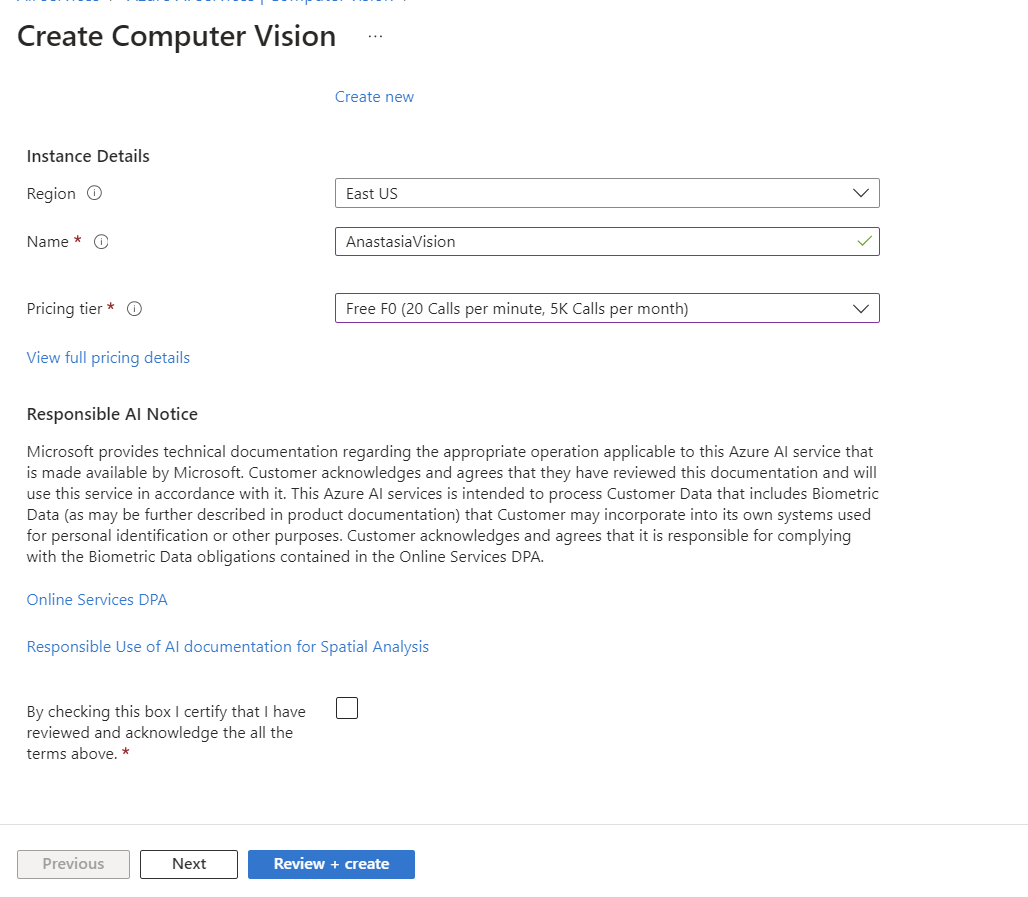 Create Computer Vision ...
Create new
Instance Details
Region
East US
Name *
AnastasiaVision
Pricing tier *
Free F0 (20 Calls per minute, 5K Calls per month)
View full pricing details
Responsible AI Notice
Microsoft provides technical documentation regarding the appropriate operation applicable to this Azure AI service that
is made available by Microsoft. Customer acknowledges and agrees that they have reviewed this documentation and will
use this service in accordance with it. This Azure AI services is intended to process Customer Data that includes Biometric
Data (as may be further described in product documentation) that Customer may incorporate into its own systems used
for personal identification or other purposes. Customer acknowledges and agrees that it is responsible for complying
with the Biometric Data obligations contained in the Online Services DPA.
Online Services DPA
Responsible Use of AI documentation for Spatial Analysis
By checking this box I certify that I have
reviewed and acknowledge the all the
terms above. *
Previous
Next
Review + create